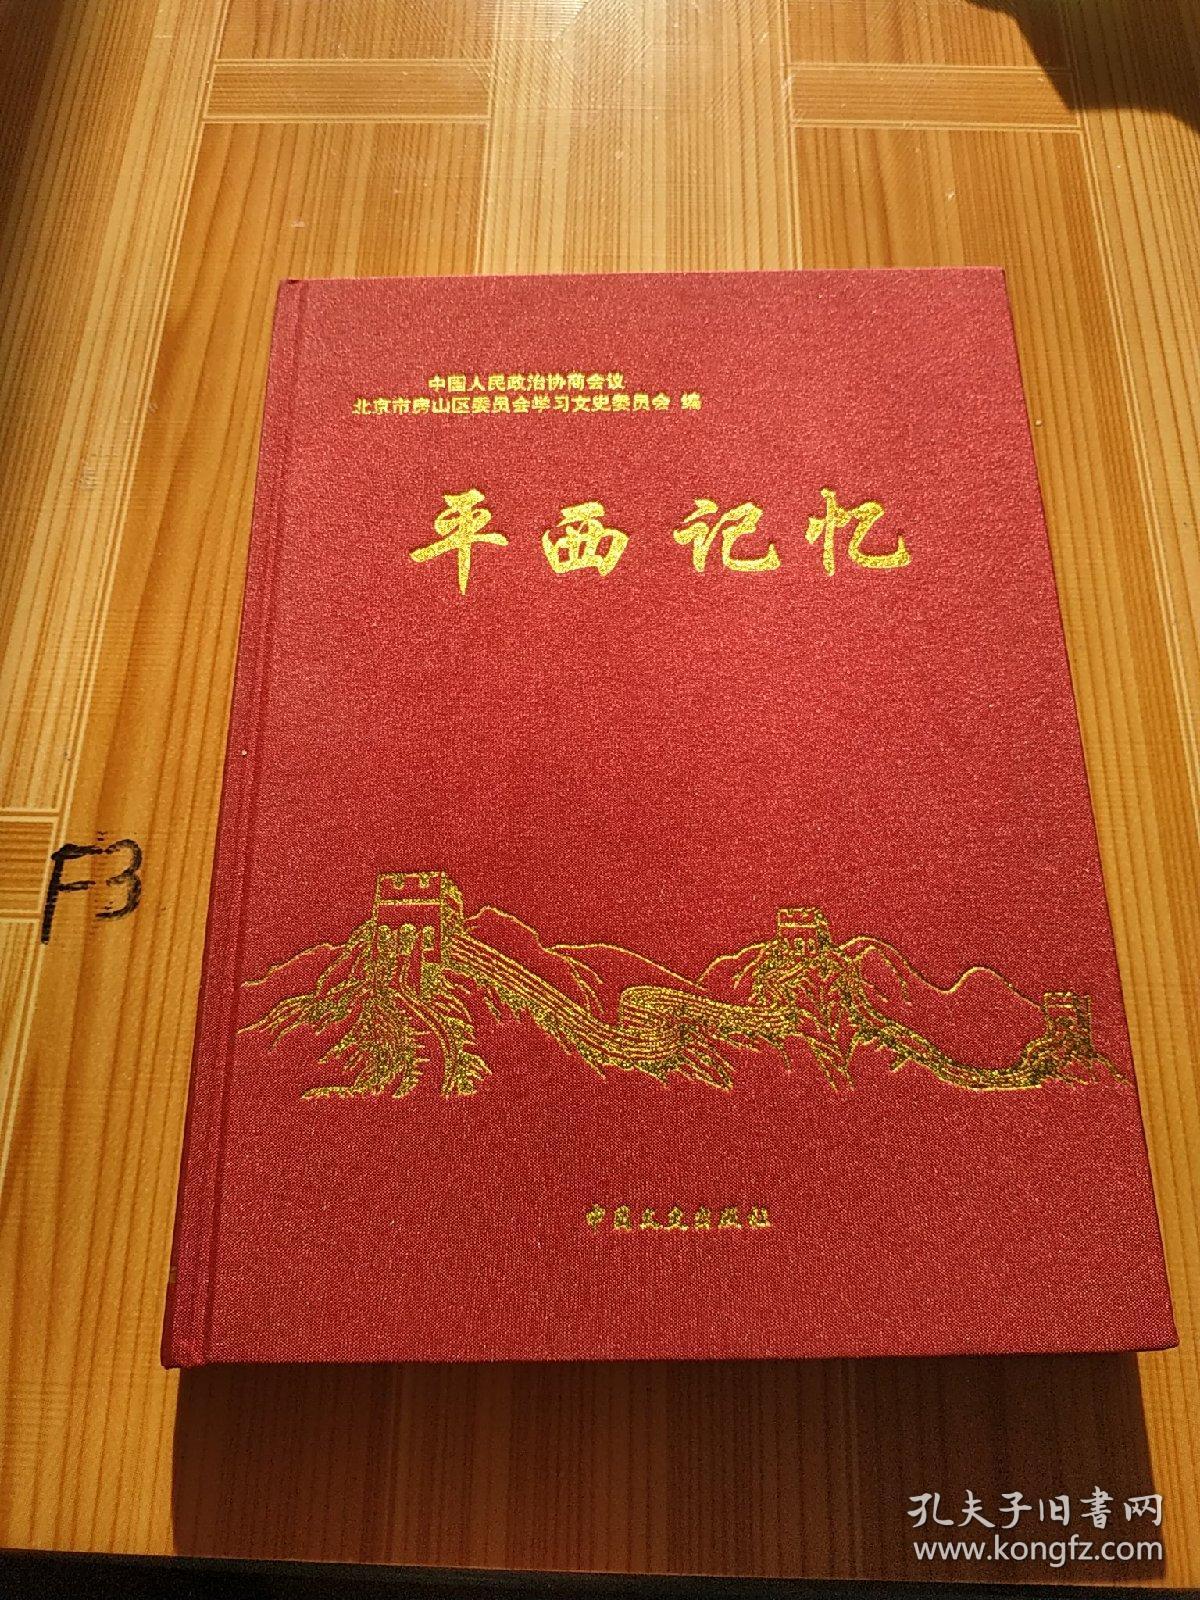 中国人民政治协商会议
北京市房山区委员会学习文史委员会 编
平西记忆
中国文史出版社
F3
孔夫子旧書网
www.kongfz.com